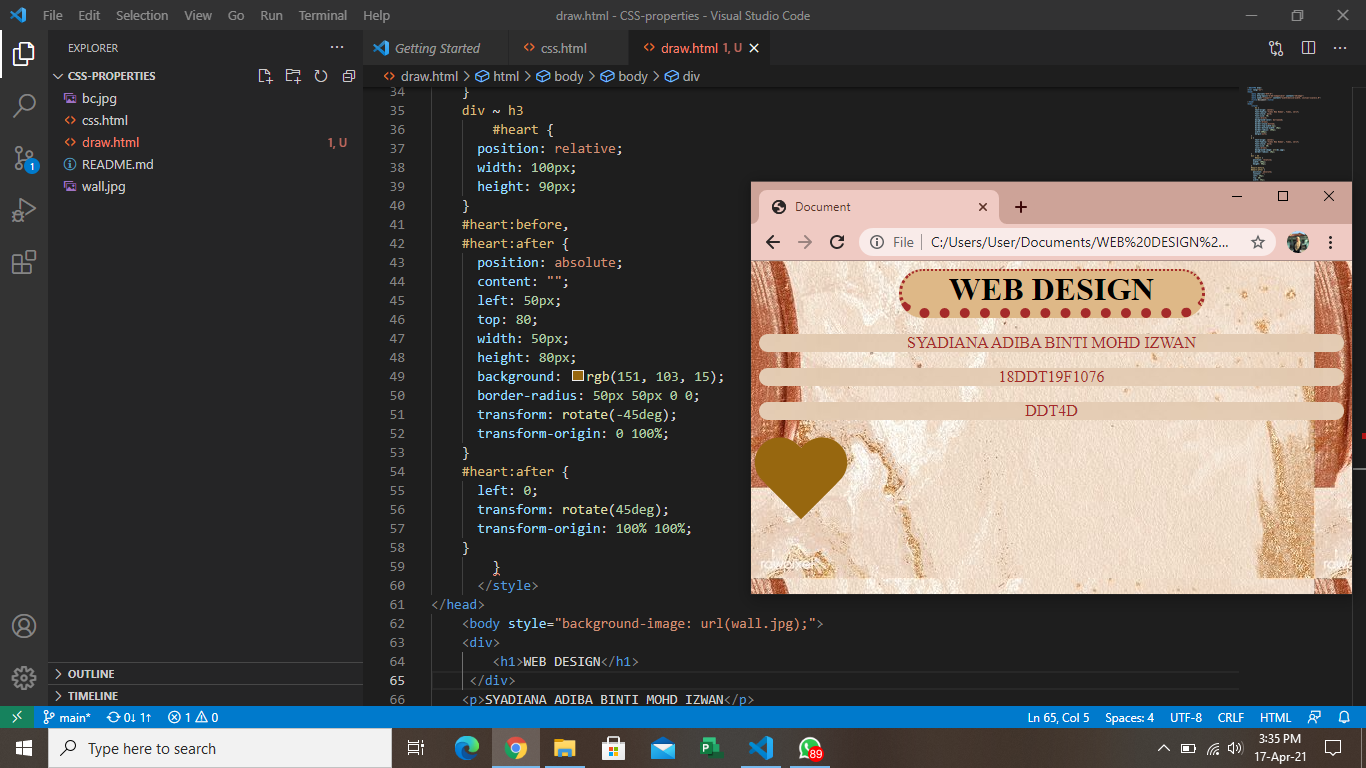 File Edit Selection View Go Run Terminal Help
draw.html - CSS-properties - Visual Studio Code
EXPLORER
Getting Started
css.html
draw.html 1, U
CSS-PROPERTIES
draw.html > html > body > body > div
bc.jpg
css.html
draw.html 1, U
README.md
wall.jpg
1
OUTLINE
TIMELINE
34 }
35 div ~ h3
36 #heart {
37 position: relative;
38 width: 100px;
39 height: 90px;
40 }
41 #heart:before,
42 #heart:after {
43 position: absolute;
44 content: "";
45 left: 50px;
46 top: 80;
47 width: 50px;
48 height: 80px;
49 background: rgb(151, 103, 15);
50 border-radius: 50px 50px 0 0;
51 transform: rotate(-45deg);
52 transform-origin: 0 100%;
53 }
54 #heart:after {
55 left: 0;
56 transform: rotate(45deg);
57 transform-origin: 100% 100%;
58 }
59 }
60 </style>
61 </head>
62 <body style="background-image: url(wall.jpg);">
63 <div>
64 <h1>WEB DESIGN</h1>
65 </div>
66 <p>SYADIANA ADIBA BINTI MOHD IZWAN</p>
Document
File C:/Users/User/Documents/WEB%20DESIGN%2...
WEB DESIGN
SYADIANA ADIBA BINTI MOHD IZWAN
18DDT19F1076
DDT4D
rawpixel
main* 0↓ 1↑ 1 0
Ln 65, Col 5 Spaces: 4 UTF-8 CRLF HTML
Type here to search
89
3:35 PM
17-Apr-21